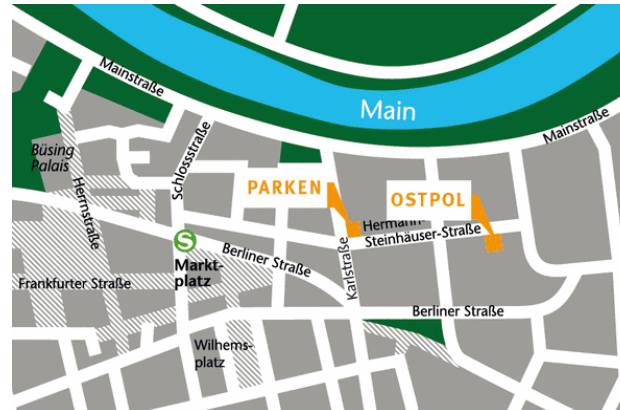 Mainstraße
Main
Mainstraße
Büsing
Palais
Schlossstraße
Herrnstraße
PARKEN
OSTPOL
Hermann-
Steinhäuser-Straße
S
Markt-
platz
Berliner Straße
Karlstraße
Frankfurter Straße
Berliner Straße
Wilhems-
platz